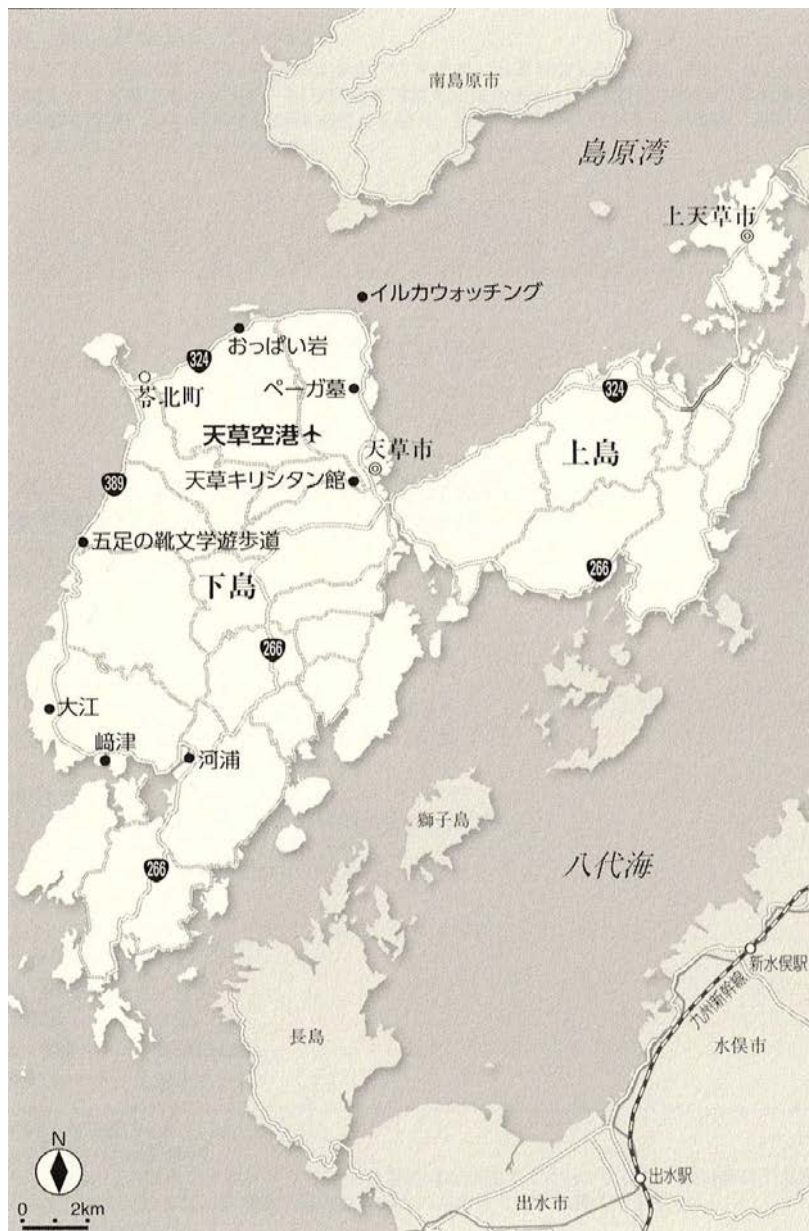 南島原市
島原湾
上天草市
イルカウォッチング
おっぱい岩
324
苓北町
ペーガ墓
324
天草空港
天草市
上島
天草キリシタン館
389
五足の靴文学遊歩道
266
下島
266
大江
﨑津
河浦
獅子島
266
八代海
新水俣駅
九州新幹線
水俣市
長島
N
0 2km
出水駅
出水市